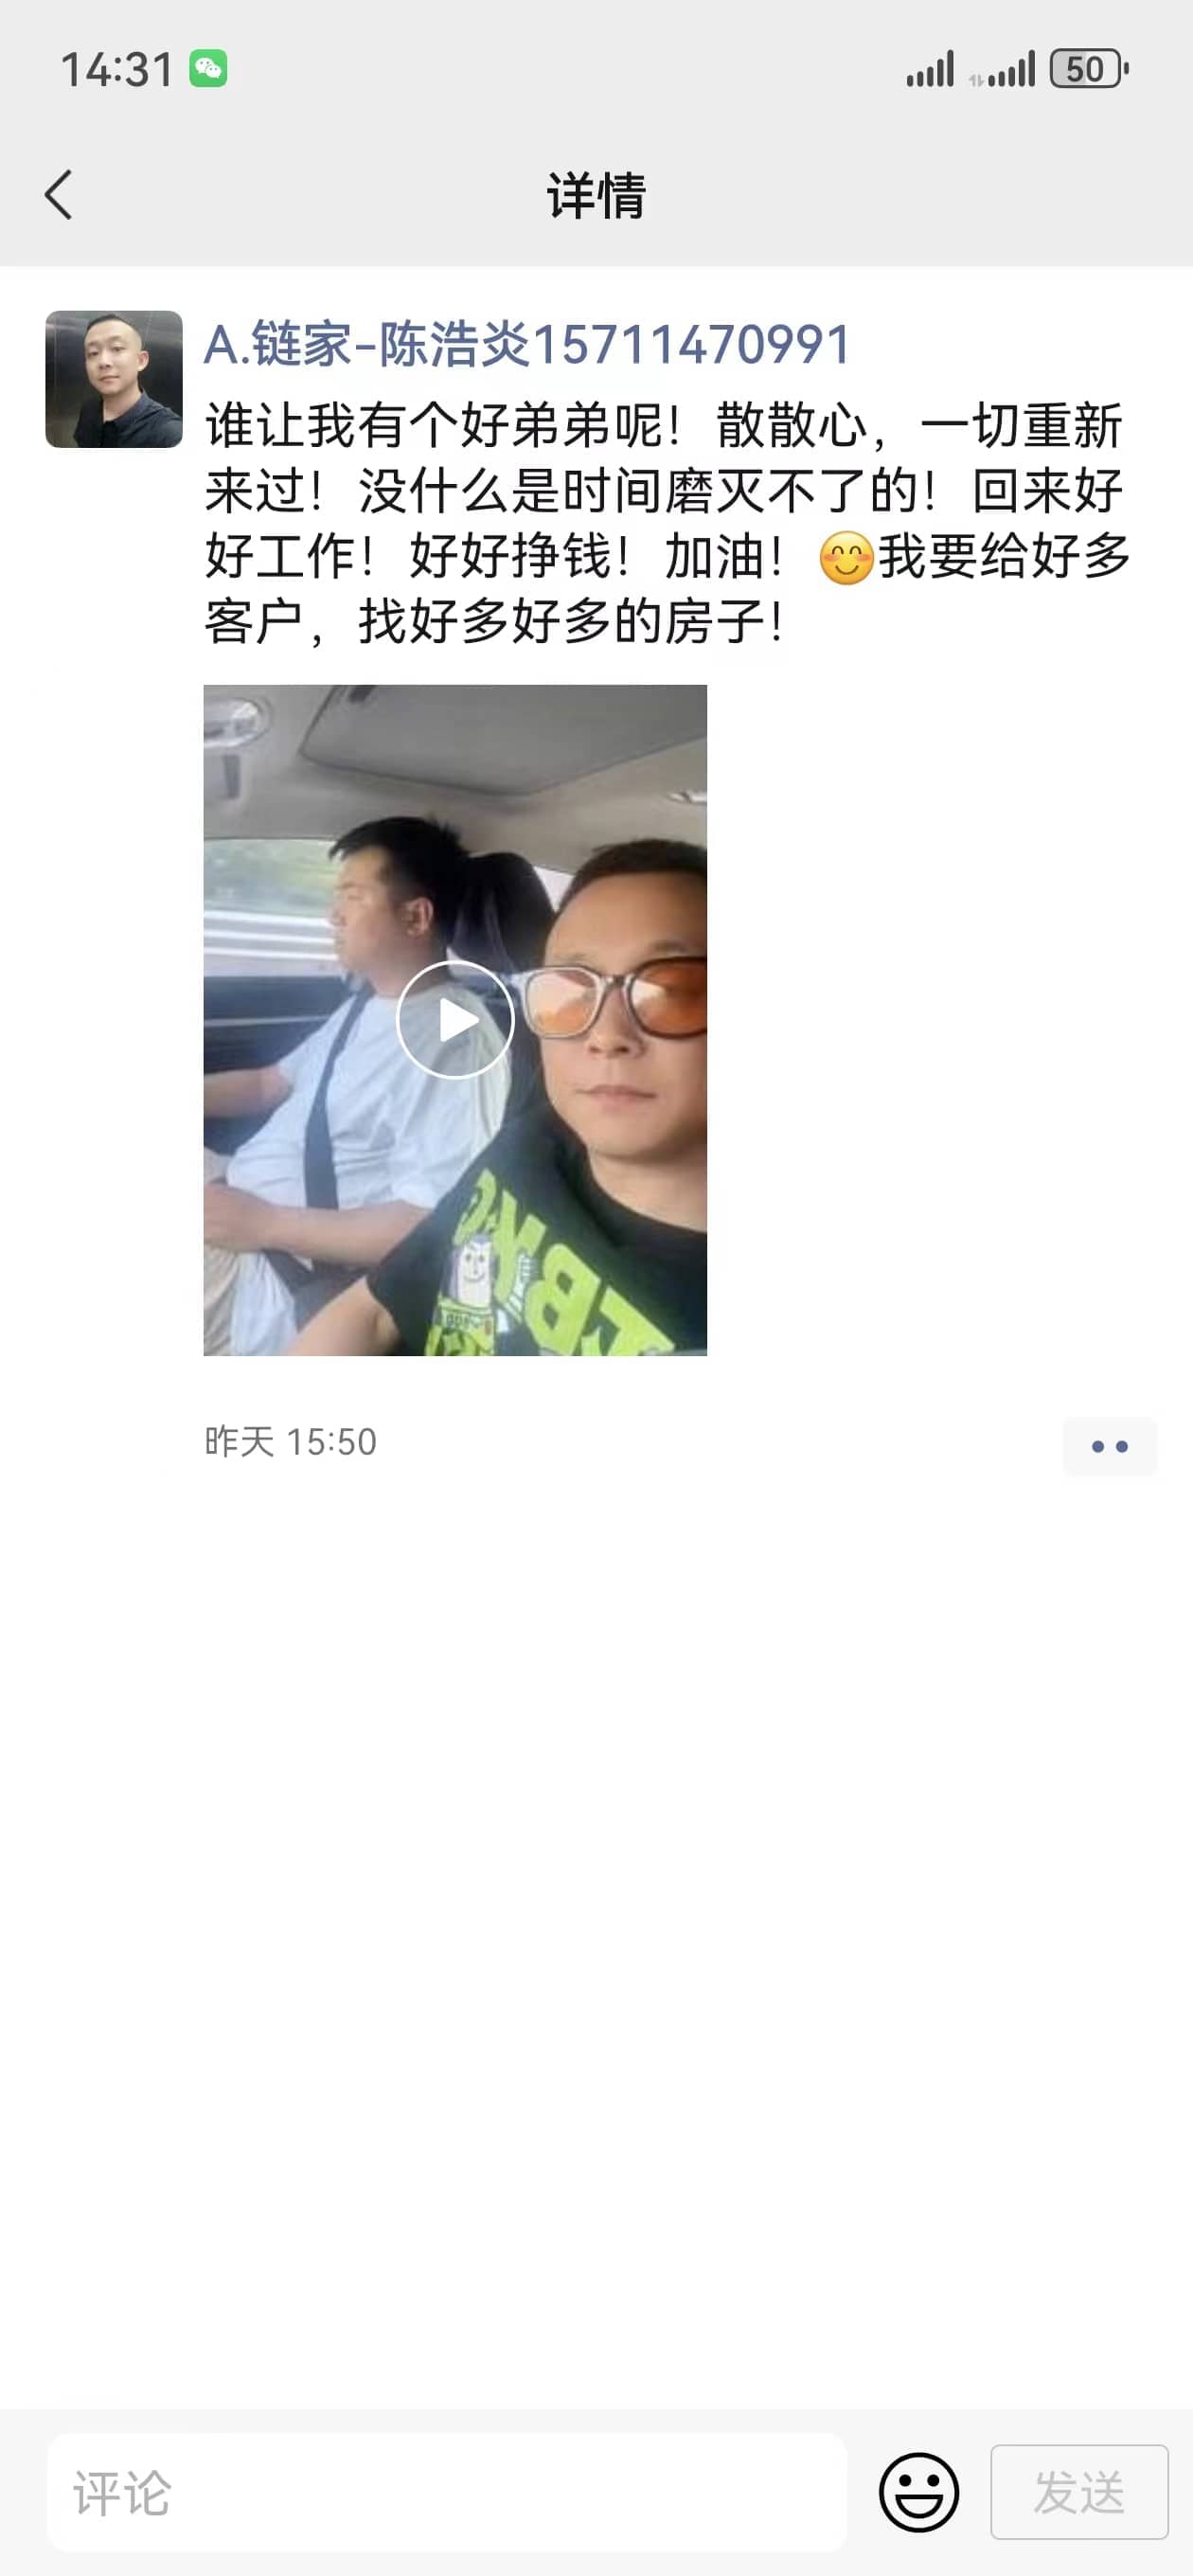 14:31
50
详情
A.链家-陈浩炎15711470991
谁让我有个好弟弟呢！散散心，一切重新
来过！没什么是时间磨灭不了的！回来好
好工作！好好挣钱！加油！😊我要给好多
客户，找好多好多的房子！
昨天 15:50
评论
发送